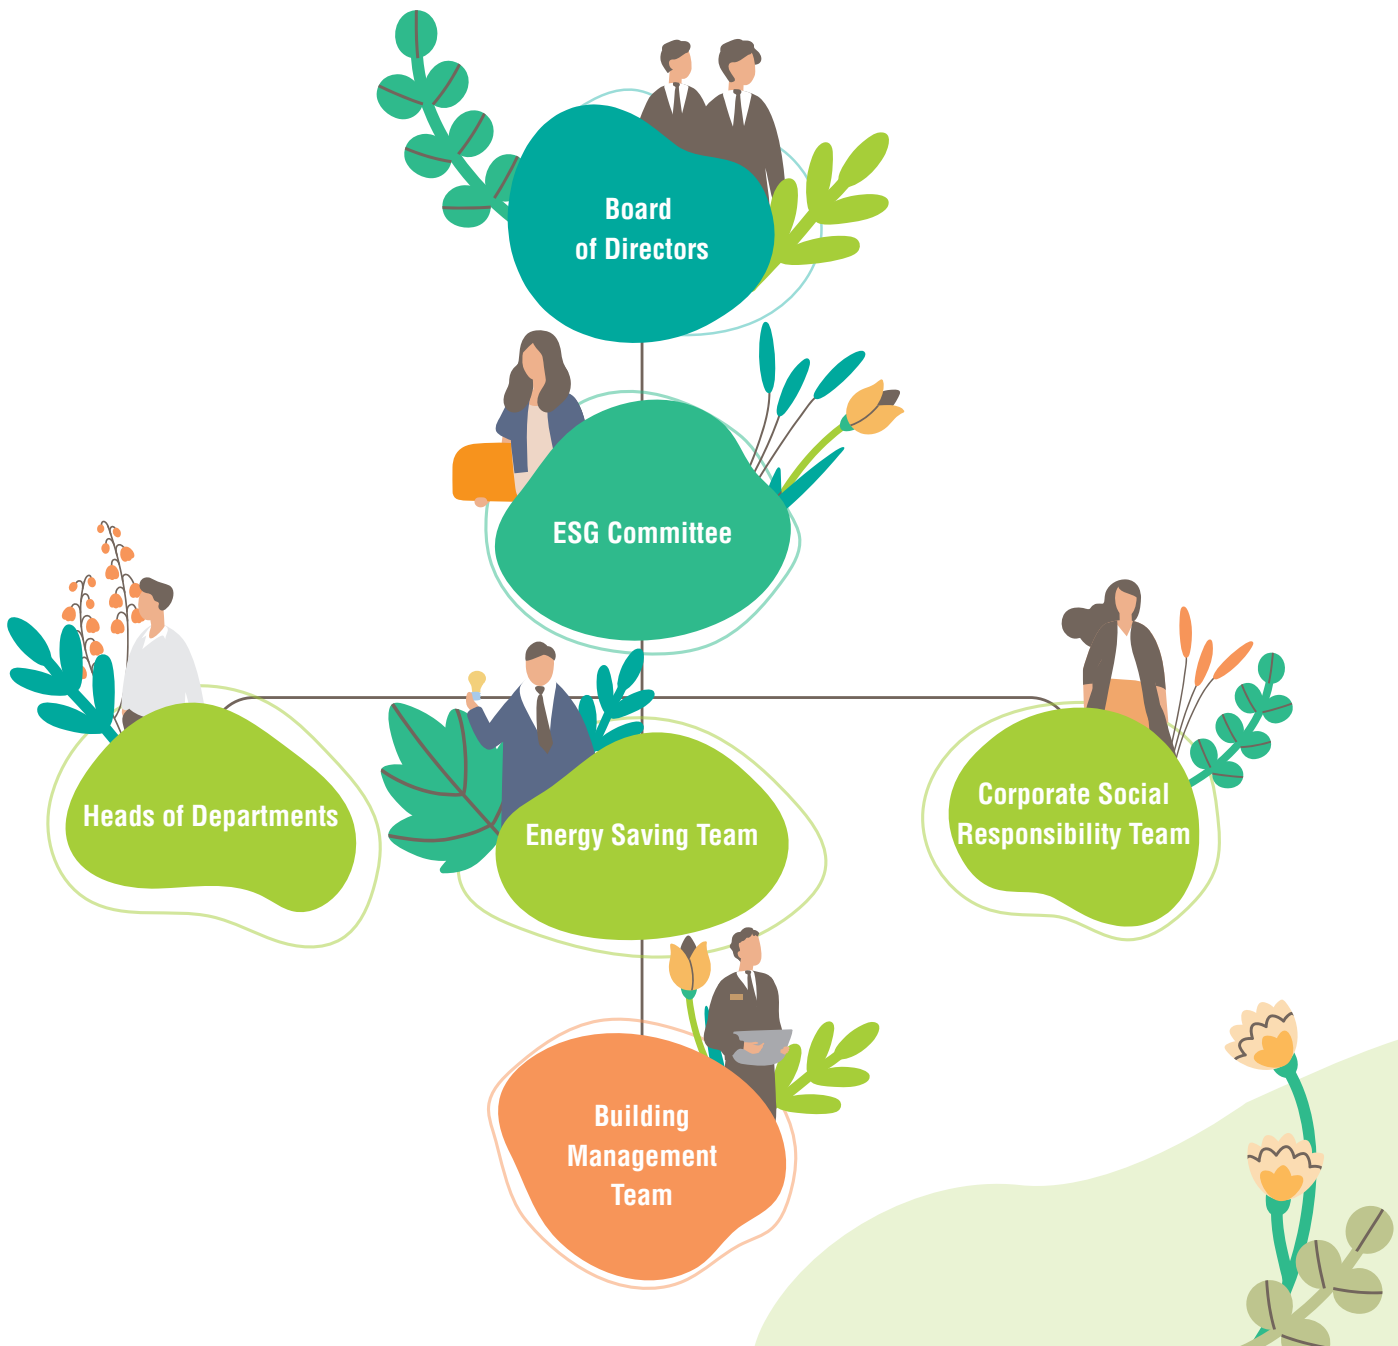 Board
of Directors
ESG Committee
Heads of Departments
Energy Saving Team
Corporate Social
Responsibility Team
Building
Management
Team